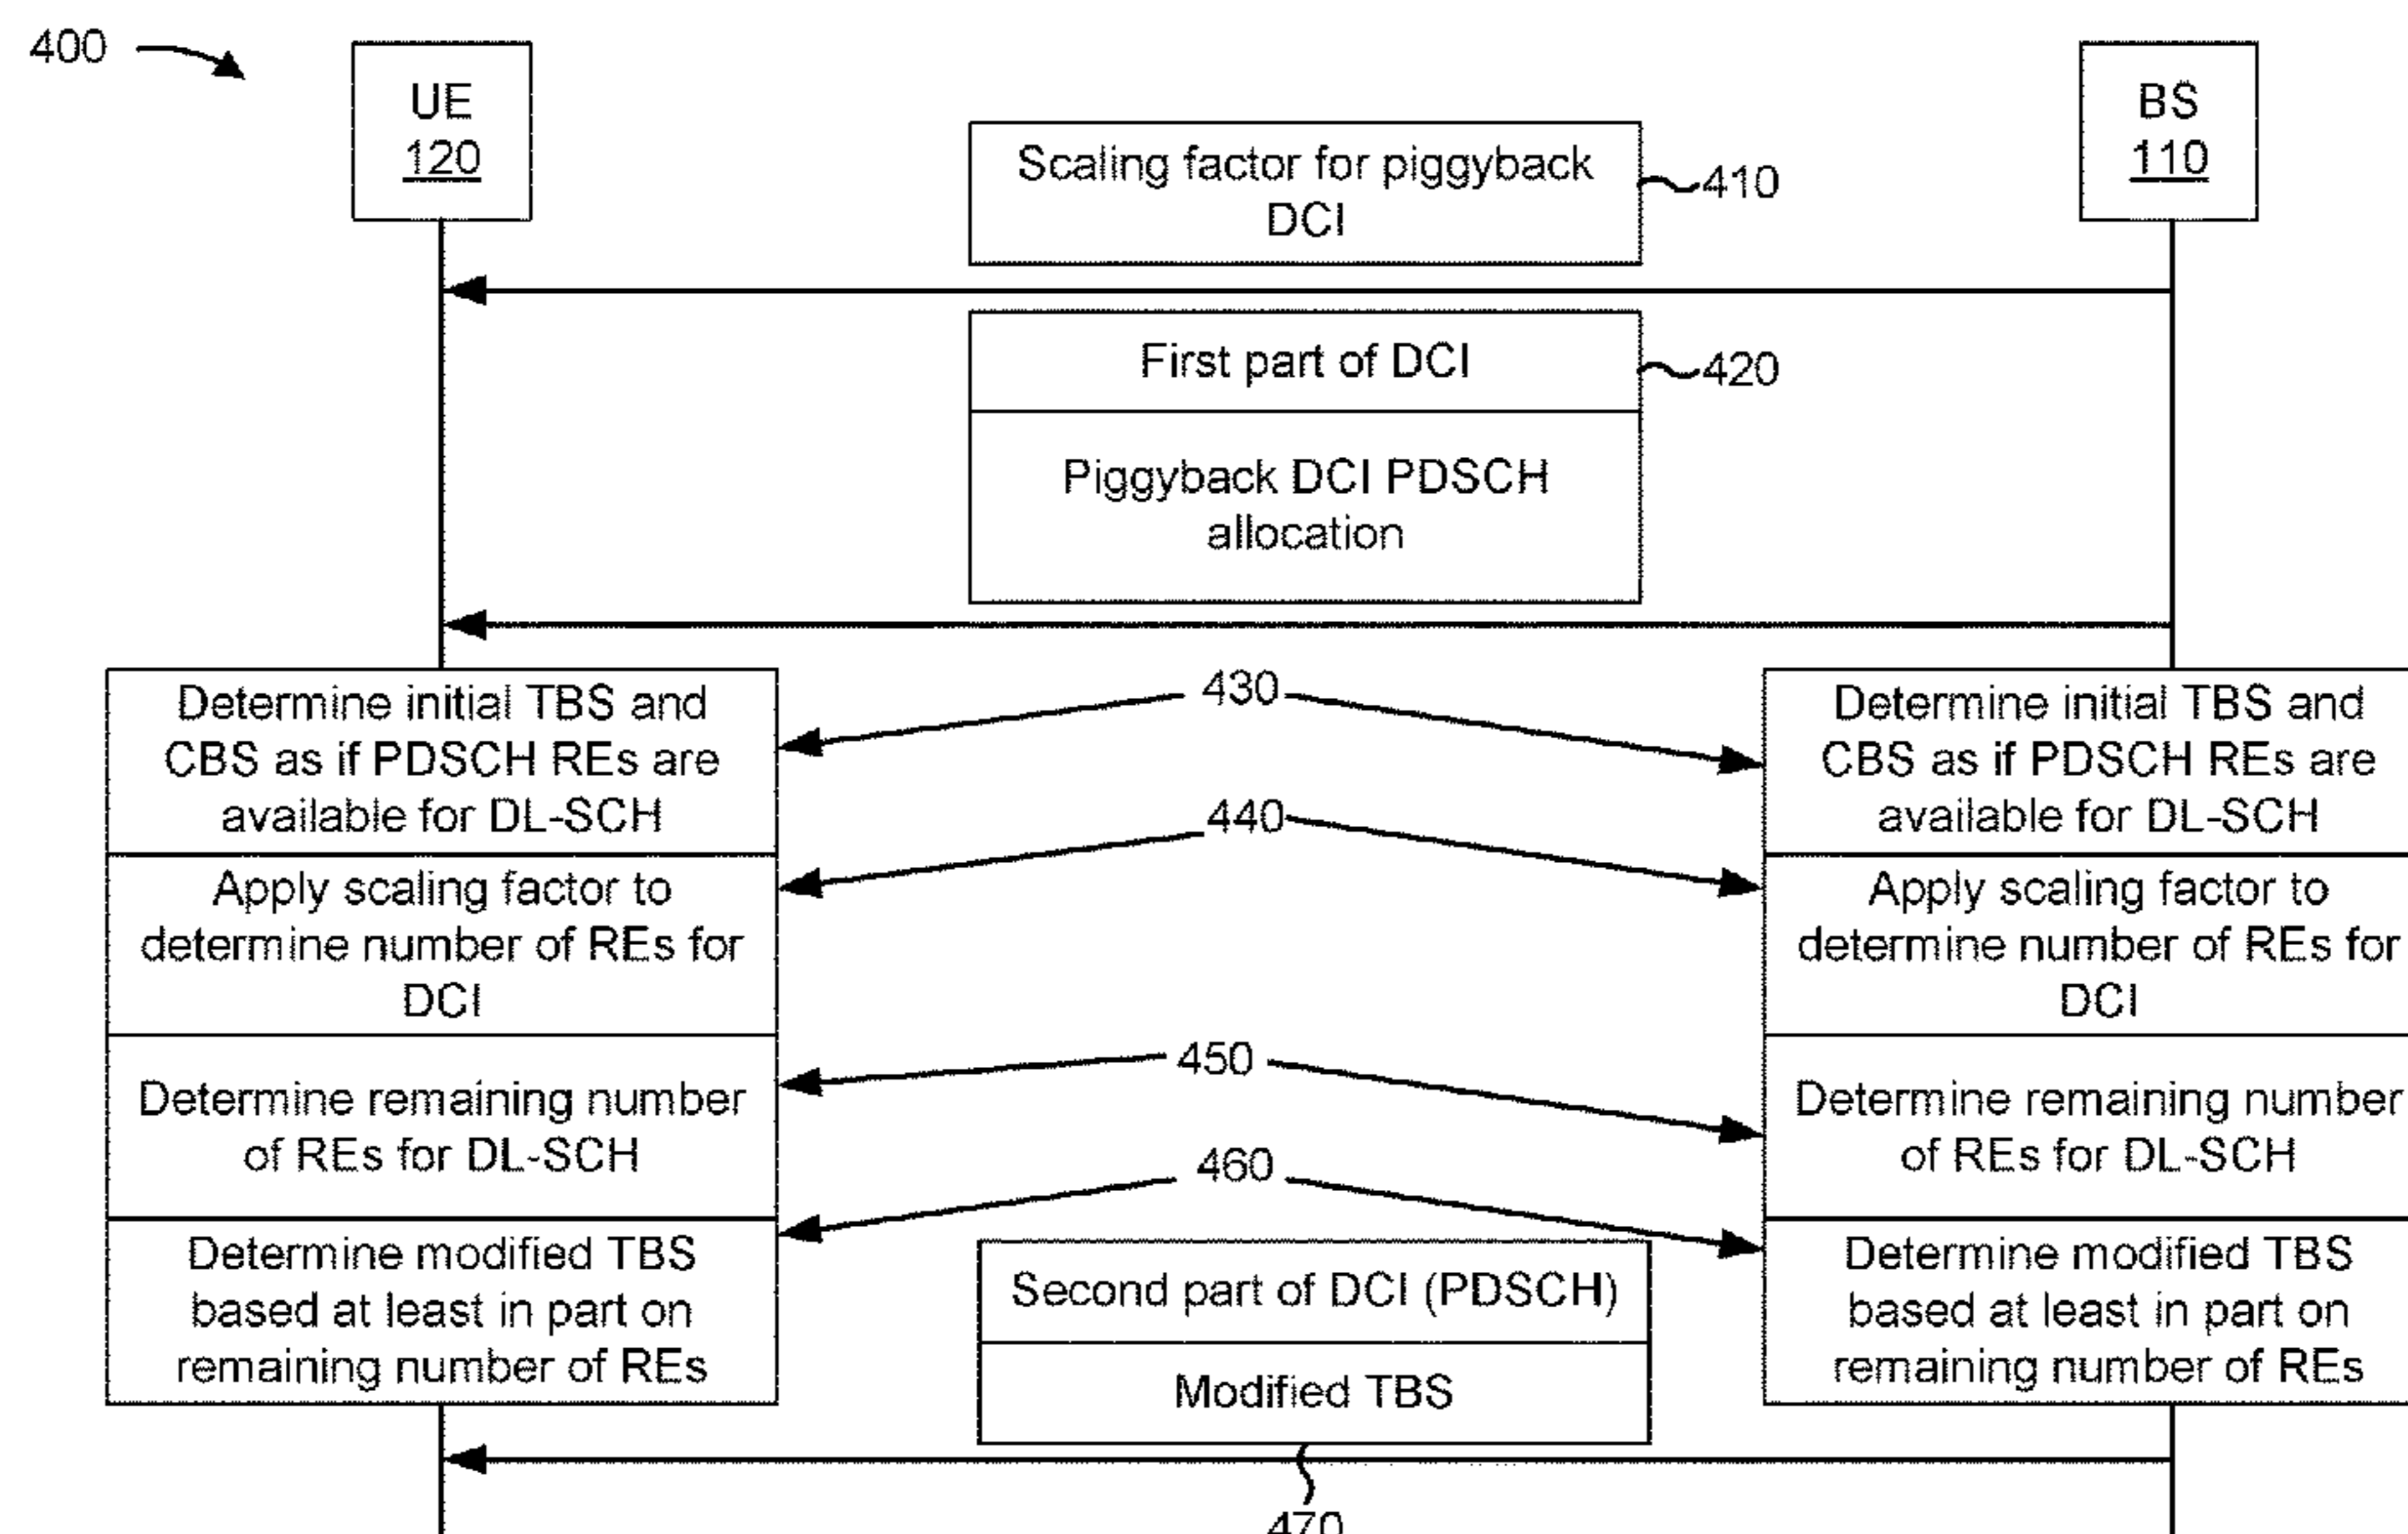 400
UE
120
BS
110
Scaling factor for piggyback
DCI
410
First part of DCI
420
Piggyback DCI PDSCH
allocation
Determine initial TBS and
CBS as if PDSCH REs are
available for DL-SCH
430
Determine initial TBS and
CBS as if PDSCH REs are
available for DL-SCH
Apply scaling factor to
determine number of REs for
DCI
440
Apply scaling factor to
determine number of REs for
DCI
Determine remaining number
of REs for DL-SCH
450
Determine remaining number
of REs for DL-SCH
Determine modified TBS
based at least in part on
remaining number of REs
460
Determine modified TBS
based at least in part on
remaining number of REs
Second part of DCI (PDSCH)
Modified TBS
470